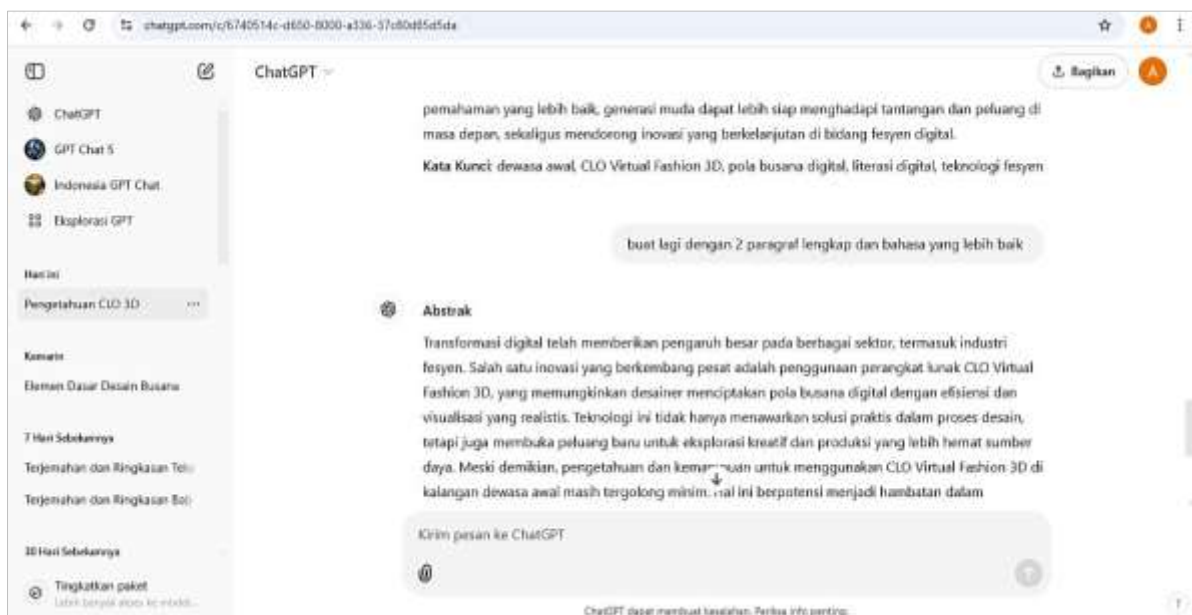 chatgpt.com/c/6740514c-d650-8000-a336-37c80d85d5da
ChatGPT
Bagikan
A
ChatGPT
GPT Chat 5
Indonesia GPT Chat
Eksplorasi GPT
Hari ini
Pengetahuan CLO 3D
Kemarin
Elemen Dasar Desain Busana
7 Hari Sebelumnya
Terjemahan dan Ringkasan
Terjemahan dan Ringkasan
30 Hari Sebelumnya
Tingkatkan paket
pemahaman yang lebih baik, generasi muda dapat lebih siap menghadapi tantangan dan peluang di
masa depan, sekaligus mendorong inovasi yang berkelanjutan di bidang fesyen digital.
Kata Kunci: dewasa awal, CLO Virtual Fashion 3D, pola busana digital, literasi digital, teknologi fesyen
buat lagi dengan 2 paragraf lengkap dan bahasa yang lebih baik
Abstrak
Transformasi digital telah memberikan pengaruh besar pada berbagai sektor, termasuk industri
fesyen. Salah satu inovasi yang berkembang pesat adalah penggunaan perangkat lunak CLO Virtual
Fashion 3D, yang memungkinkan desainer menciptakan pola busana digital dengan efisiensi dan
visualisasi yang realistis. Teknologi ini tidak hanya menawarkan solusi praktis dalam proses desain,
tetapi juga membuka peluang baru untuk eksplorasi kreatif dan produksi yang lebih hemat sumber
daya. Meski demikian, pengetahuan dan kemampuan untuk menggunakan CLO Virtual Fashion 3D di
kalangan dewasa awal masih tergolong minim. Hal ini berpotensi menjadi hambatan dalam
Kirim pesan ke ChatGPT
ChatGPT dapat membuat kesalahan. Periksa info penting.